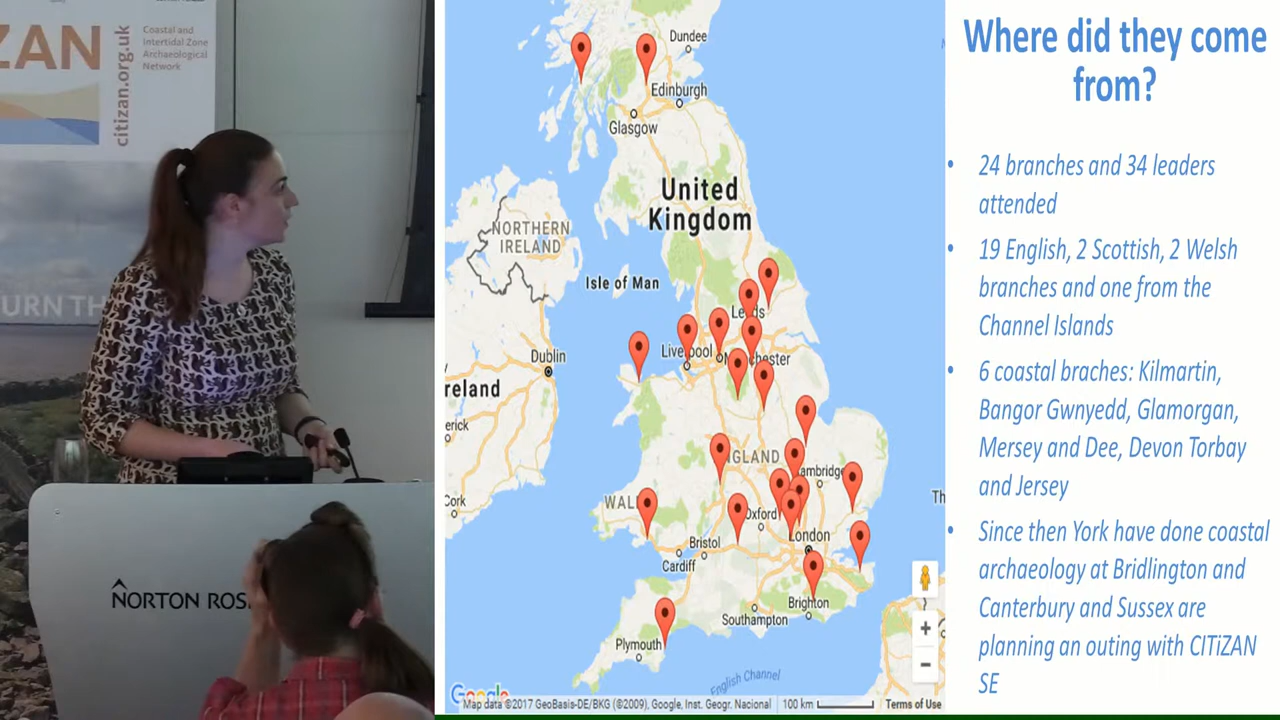 ZAN
citizan.org.uk
Coastal and
Intertidal Zone
Archaeological
Network
URN TH
NORTON ROS
Dundee
Edinburgh
Glasgow
United
Kingdom
NORTHERN
IRELAND
Isle of Man
Leeds
Liverpool
Manchester
Dublin
reland
erick
Cork
NGLAND
ambridge
WAL
Oxford
London
Bristol
Cardiff
Brighton
Southampton
Plymouth
English Channel
Th
Google
Map data ©2017 GeoBasis-DE/BKG (©2009), Google, Inst. Geogr. Nacional
100 km
Terms of Use
Where did they come
from?
• 24 branches and 34 leaders
attended
• 19 English, 2 Scottish, 2 Welsh
branches and one from the
Channel Islands
• 6 coastal braches: Kilmartin,
Bangor Gwnyedd, Glamorgan,
Mersey and Dee, Devon Torbay
and Jersey
• Since then York have done coastal
archaeology at Bridlington and
Canterbury and Sussex are
planning an outing with CITiZAN
SE